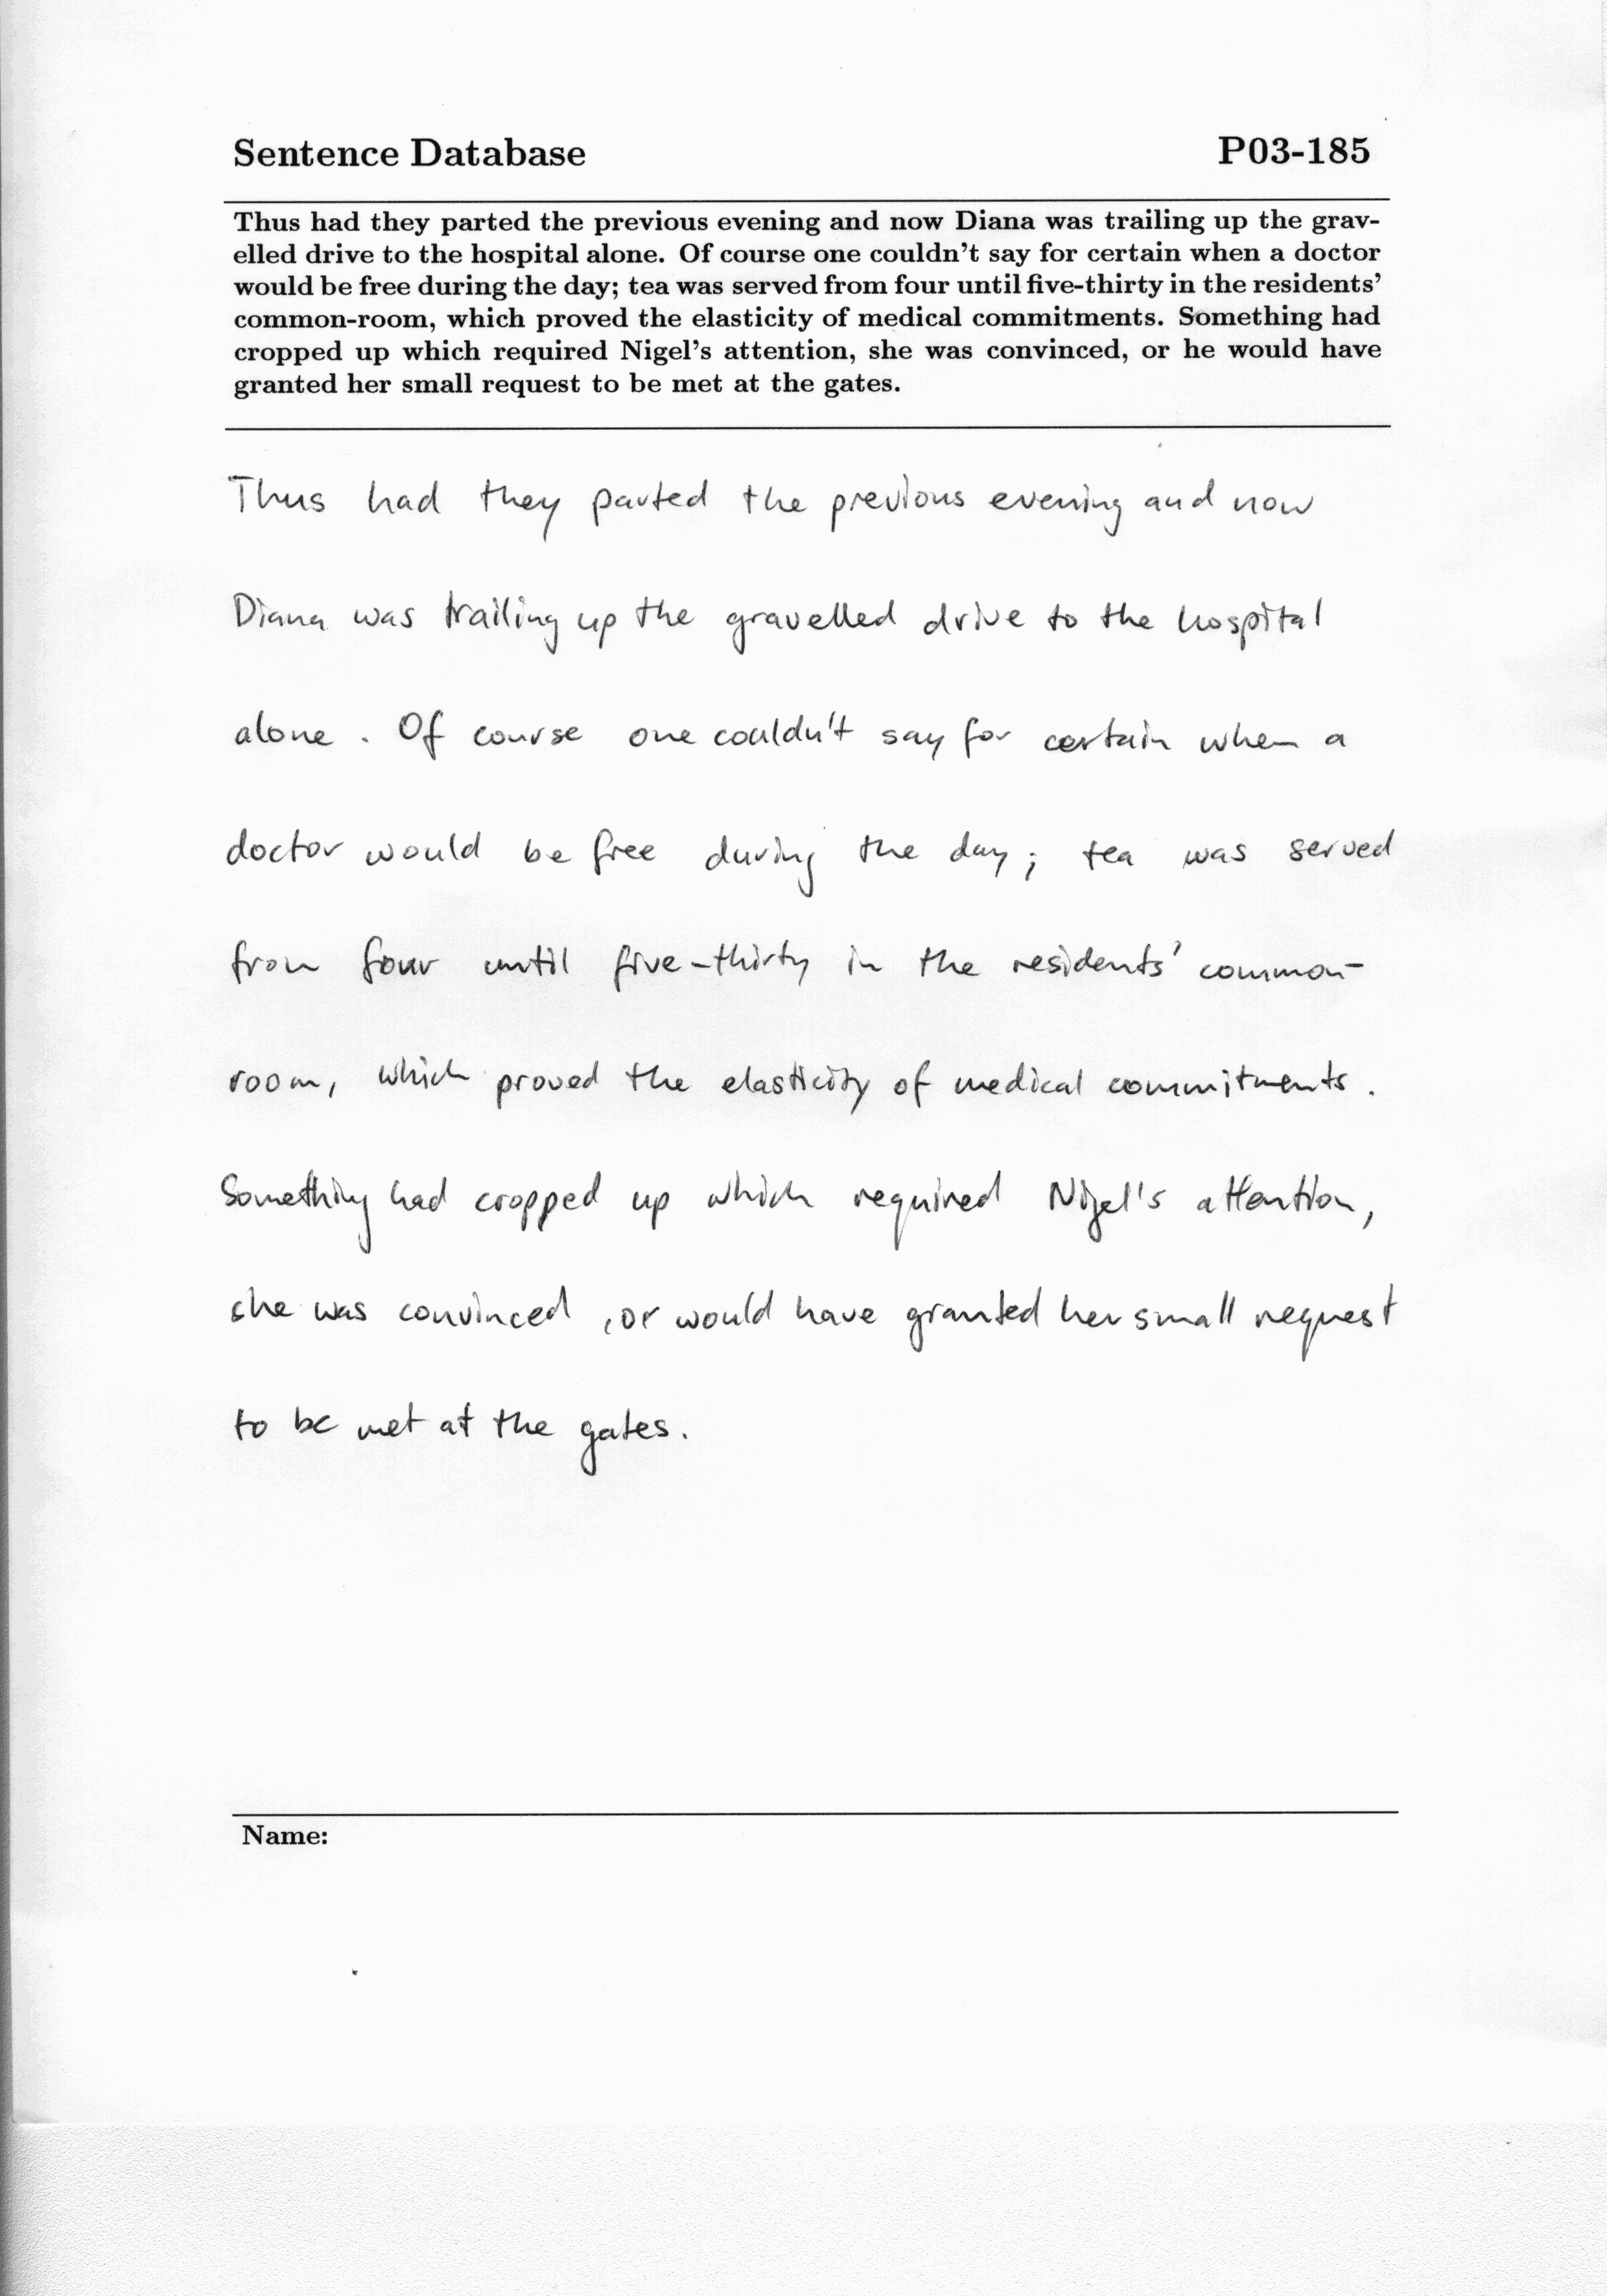 Sentence Database P03-185
Thus had they parted the previous evening and now Diana was trailing up the grav-
elled drive to the hospital alone. Of course one couldn't say for certain when a doctor
would be free during the day; tea was served from four until five-thirty in the residents'
common-room, which proved the elasticity of medical commitments. Something had
cropped up which required Nigel's attention, she was convinced, or he would have
granted her small request to be met at the gates.
Thus had they parted the previous evening and now
Diana was trailing up the gravelled drive to the hospital
alone. Of course one couldn't say for certain when a
doctor would be free during the day; tea was served
from four until five-thirty in the residents' common-
room, which proved the elasticity of medical commitments.
Something had cropped up which required Nigel's attention,
she was convinced, or would have granted her small request
to be met at the gates.
Name: